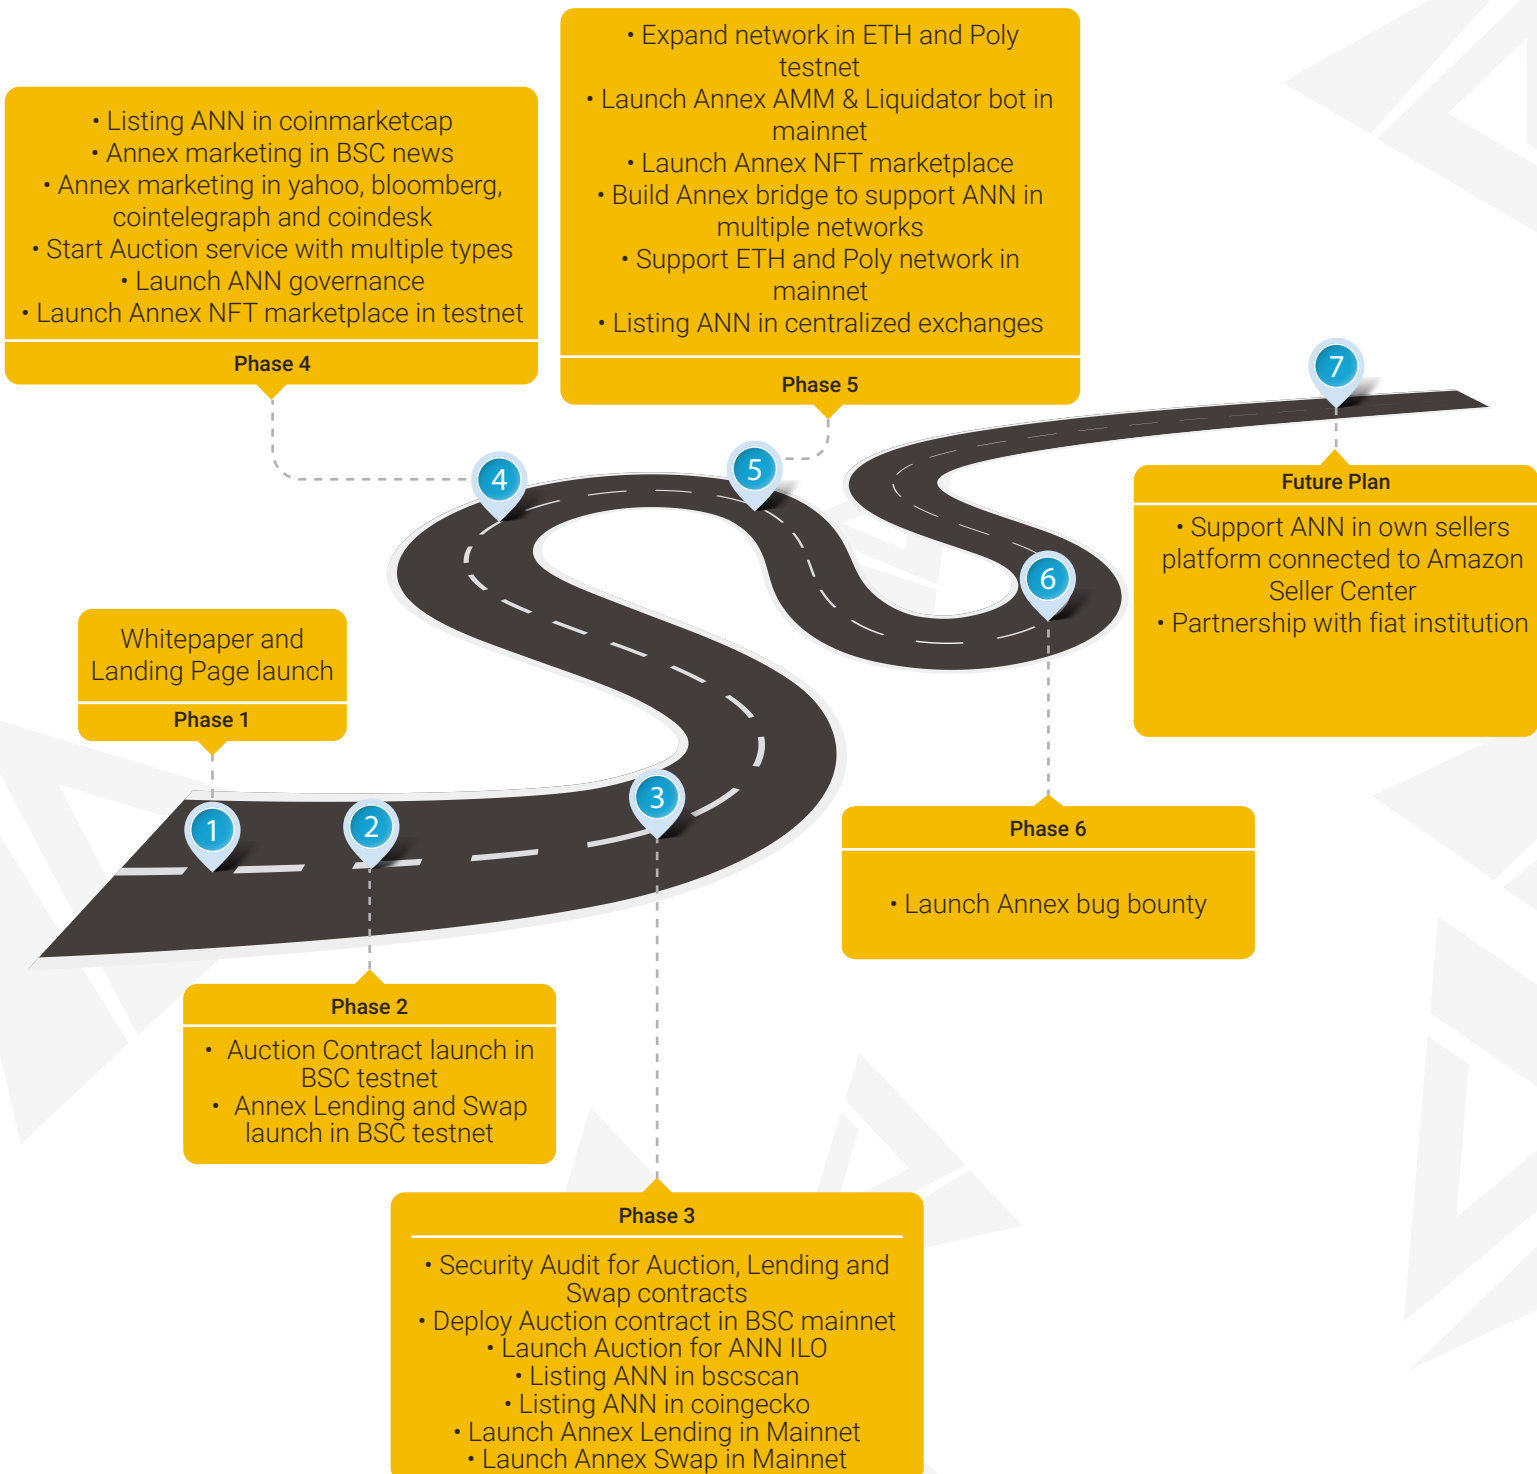 • Expand network in ETH and Poly
testnet
• Launch Annex AMM & Liquidator bot in
mainnet
• Launch Annex NFT marketplace
• Build Annex bridge to support ANN in
multiple networks
• Support ETH and Poly network in
mainnet
• Listing ANN in centralized exchanges
Phase 5
• Listing ANN in coinmarketcap
• Annex marketing in BSC news
• Annex marketing in yahoo, bloomberg,
cointelegraph and coindesk
• Start Auction service with multiple types
• Launch ANN governance
• Launch Annex NFT marketplace in testnet
Phase 4
7
4
5
6
Future Plan
• Support ANN in own sellers
platform connected to Amazon
Seller Center
• Partnership with fiat institution
Whitepaper and
Landing Page launch
Phase 1
1
2
3
Phase 6
• Launch Annex bug bounty
Phase 2
• Auction Contract launch in
BSC testnet
• Annex Lending and Swap
launch in BSC testnet
Phase 3
• Security Audit for Auction, Lending and
Swap contracts
• Deploy Auction contract in BSC mainnet
• Launch Auction for ANN ILO
• Listing ANN in bscscan
• Listing ANN in coingecko
• Launch Annex Lending in Mainnet
• Launch Annex Swap in Mainnet